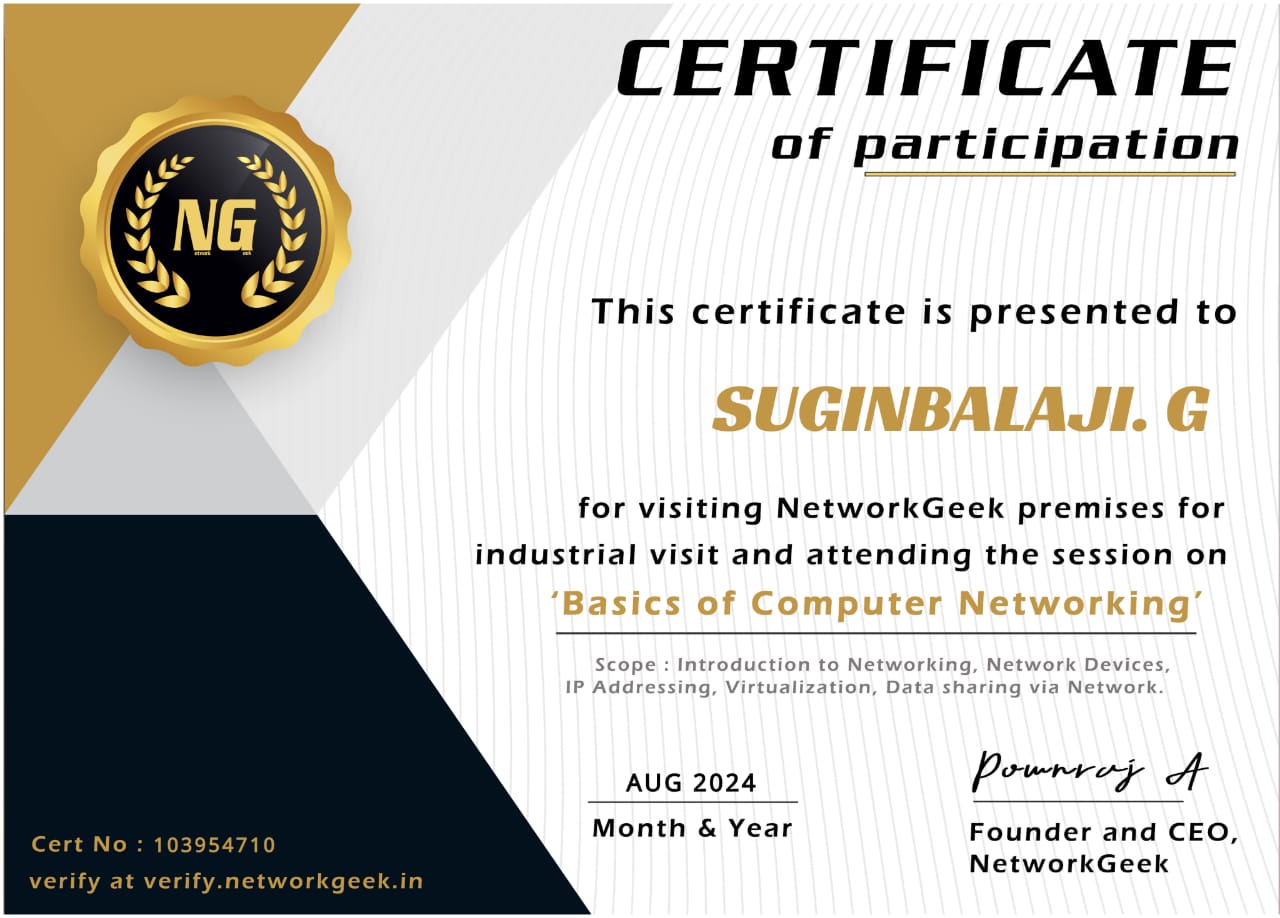 CERTIFICATE
of participation
NG
etwork eek
This certificate is presented to
SUGINBALAJI. G
for visiting NetworkGeek premises for
industrial visit and attending the session on
‘Basics of Computer Networking’
Scope : Introduction to Networking, Network Devices,
IP Addressing, Virtualization, Data sharing via Network.
AUG 2024
Month & Year
Pownraj A
Founder and CEO,
NetworkGeek
Cert No : 103954710
verify at verify.networkgeek.in